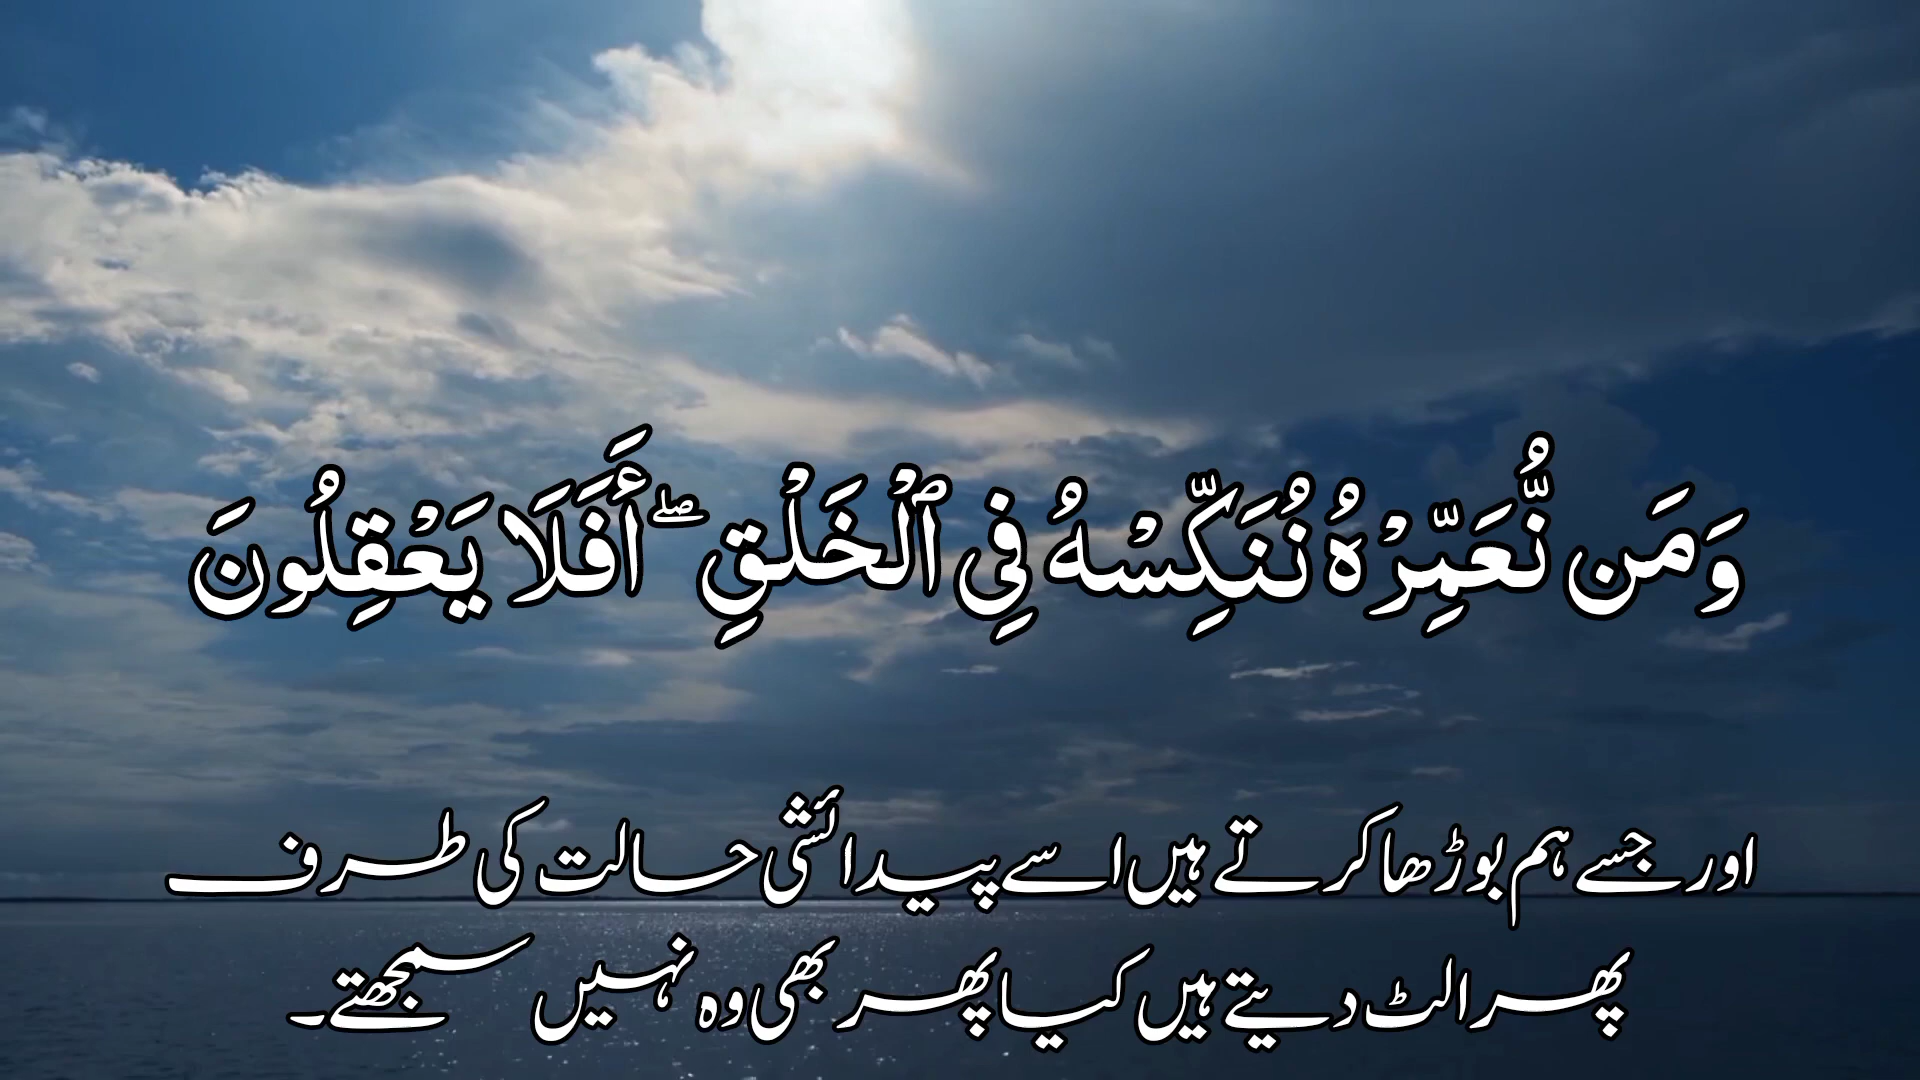 وَمَن نُّعَمِّرْهُ نُنَكِّسْهُ فِى ٱلْخَلْقِ ۖ أَفَلَا يَعْقِلُونَ
اور جسے ہم بوڑھا کرتے ہیں اسے پیدائشی حالت کی طرف
پھر الٹ دیتے ہیں کیا پھر بھی وہ نہیں سمجھتے۔